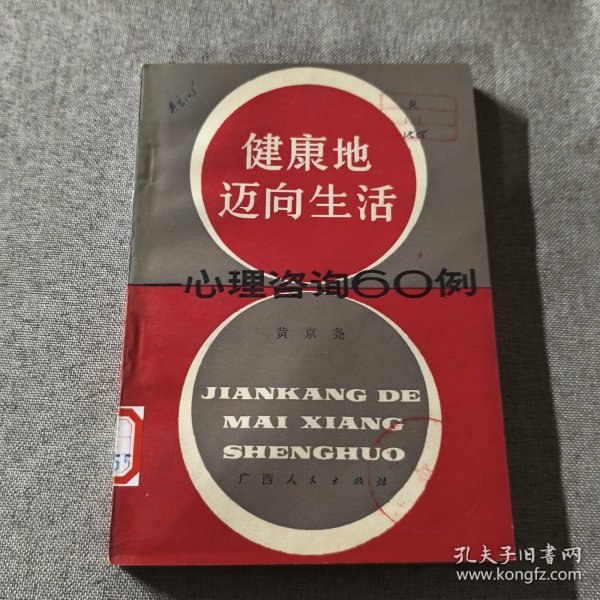 健康地
迈向生活
心理咨询60例
黄京尧
JIANKANG DE
MAI XIANG
SHENGHUO
广西人民出版社
R
55
孔夫子旧书网
www.kongfz.com